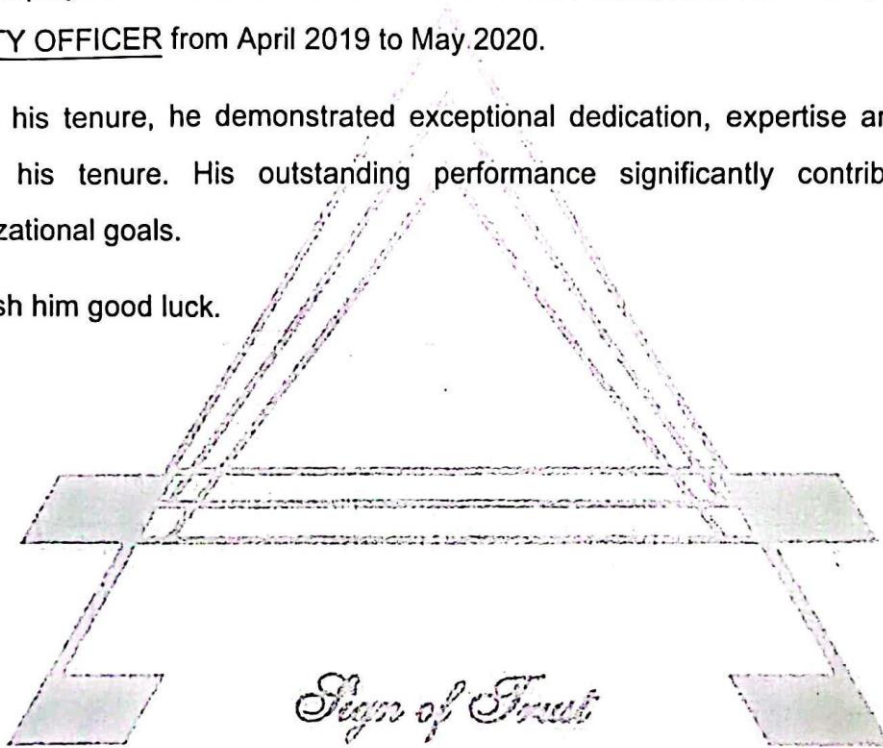 TY OFFICER from April 2019 to May 2020.
his tenure, he demonstrated exceptional dedication, expertise
his tenure. His outstanding performance significantly contrib
zational goals.
sh him good luck.
Sign of Trust